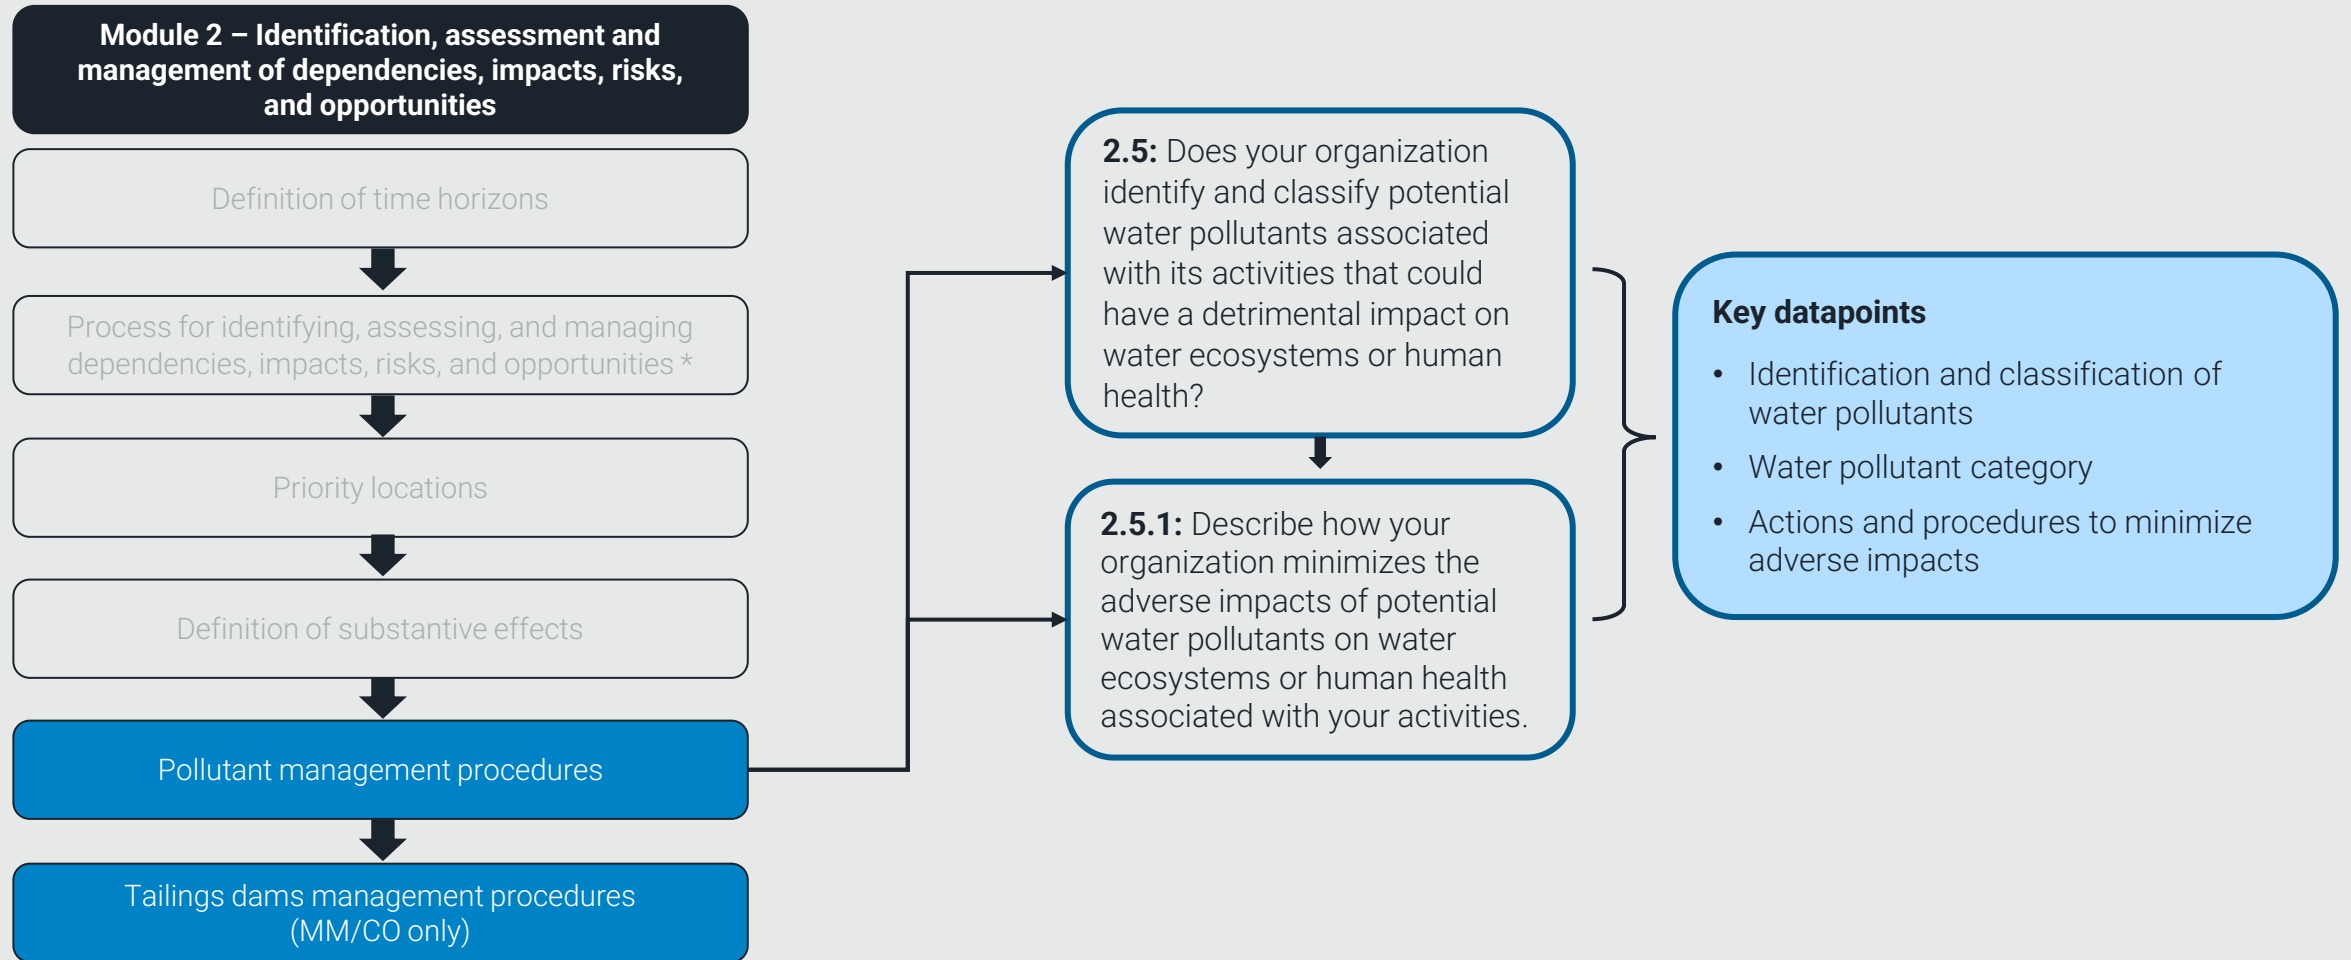 Module 2 – Identification, assessment and
management of dependencies, impacts, risks,
and opportunities
Definition of time horizons
Process for identifying, assessing, and managing
dependencies, impacts, risks, and opportunities *
Priority locations
Definition of substantive effects
Pollutant management procedures
Tailings dams management procedures
(MM/CO only)
2.5: Does your organization
identify and classify potential
water pollutants associated
with its activities that could
have a detrimental impact on
water ecosystems or human
health?
2.5.1: Describe how your
organization minimizes the
adverse impacts of potential
water pollutants on water
ecosystems or human health
associated with your activities.
Key datapoints
• Identification and classification of
water pollutants
• Water pollutant category
• Actions and procedures to minimize
adverse impacts